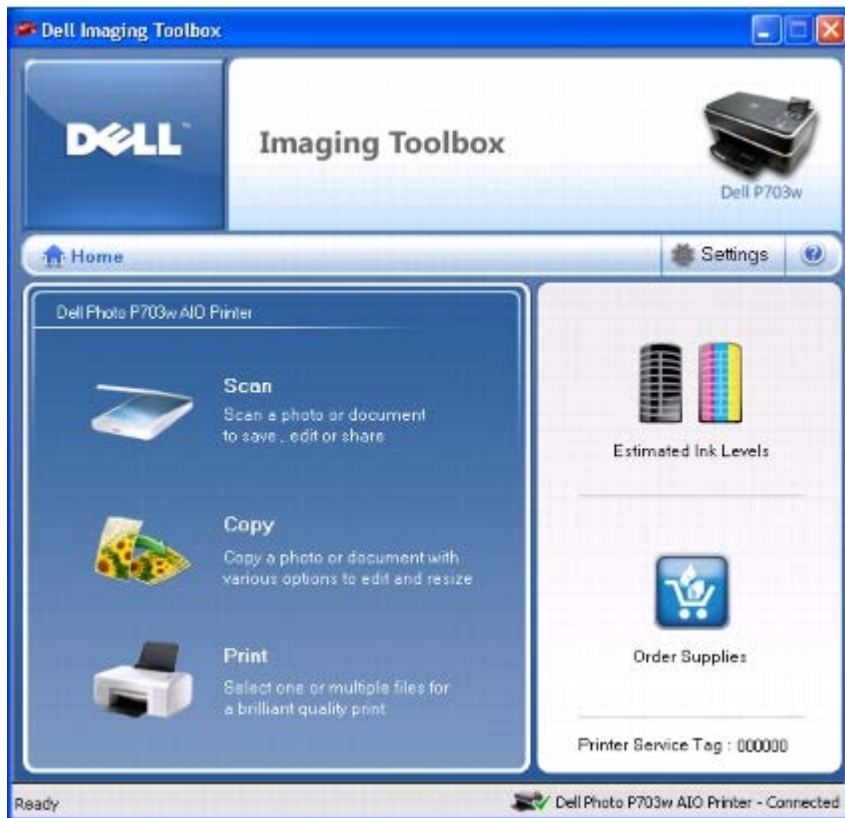 Dell Imaging Toolbox
DELL™
Imaging Toolbox
Dell P703w
Home
Settings
?
Dell Photo P703w AIO Printer
Scan
Scan a photo or document
to save , edit or share
Copy
Copy a photo or document with
various options to edit and resize
Print
Select one or multiple files for
a brilliant quality print
Estimated Ink Levels
Order Supplies
Printer Service Tag : 000000
Ready
Dell Photo P703w AIO Printer - Connected